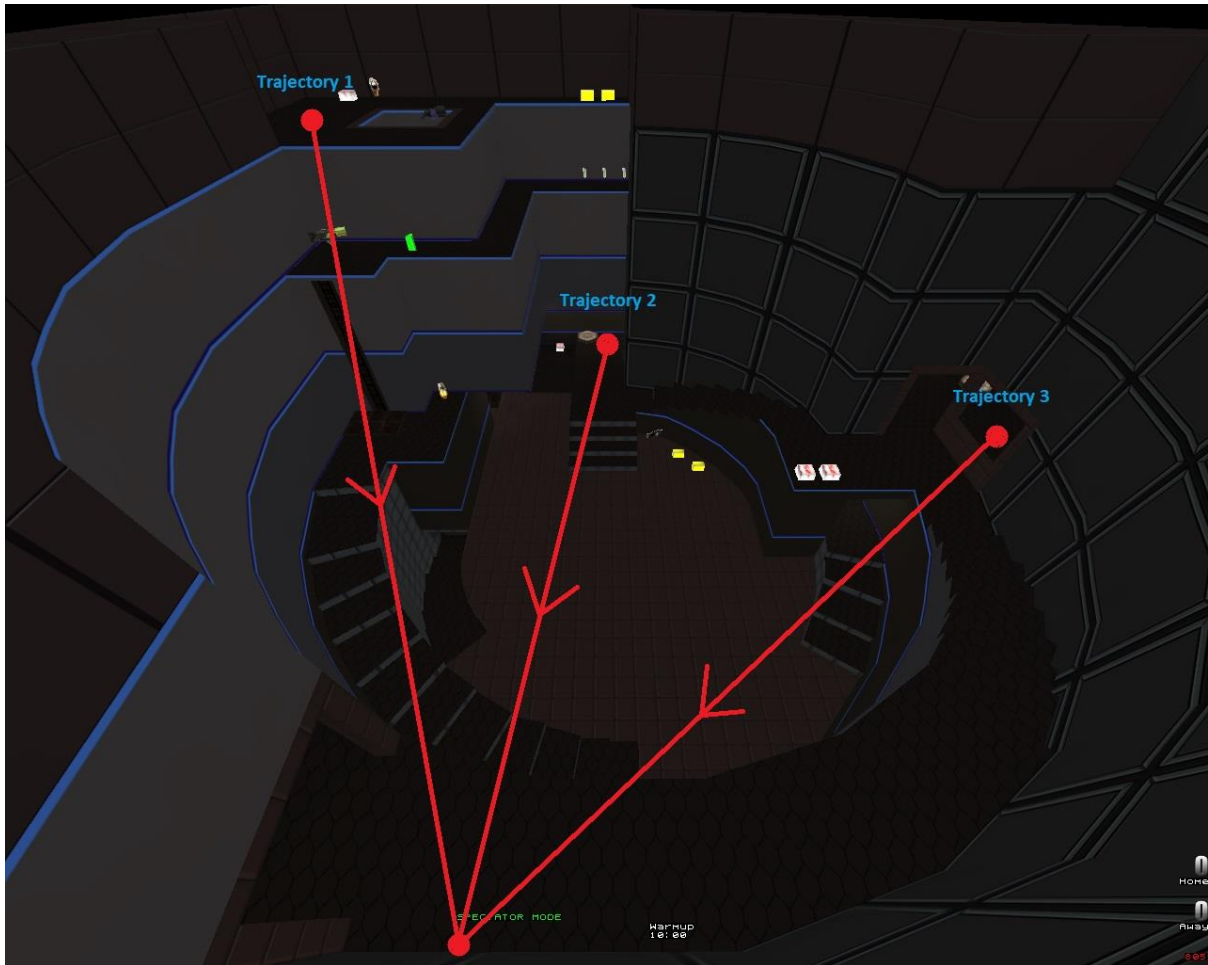 Trajectory 1
Trajectory 2
Trajectory 3
SPECTATOR MODE
Warmup
10:00
0
Home
0
Away